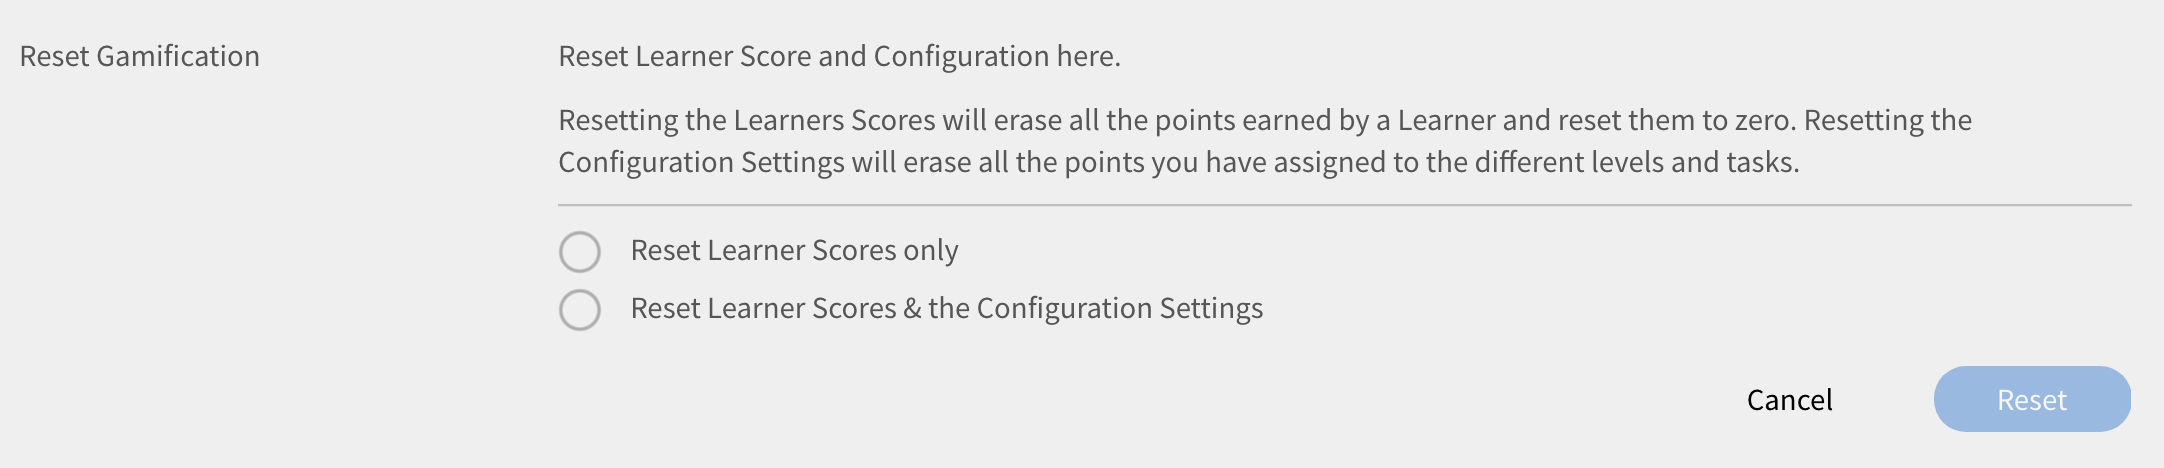 Reset Gamification
Reset Learner Score and Configuration here.
Resetting the Learners Scores will erase all the points earned by a Learner and reset them to zero. Resetting the
Configuration Settings will erase all the points you have assigned to the different levels and tasks.
Reset Learner Scores only
Reset Learner Scores & the Configuration Settings
Cancel
Reset